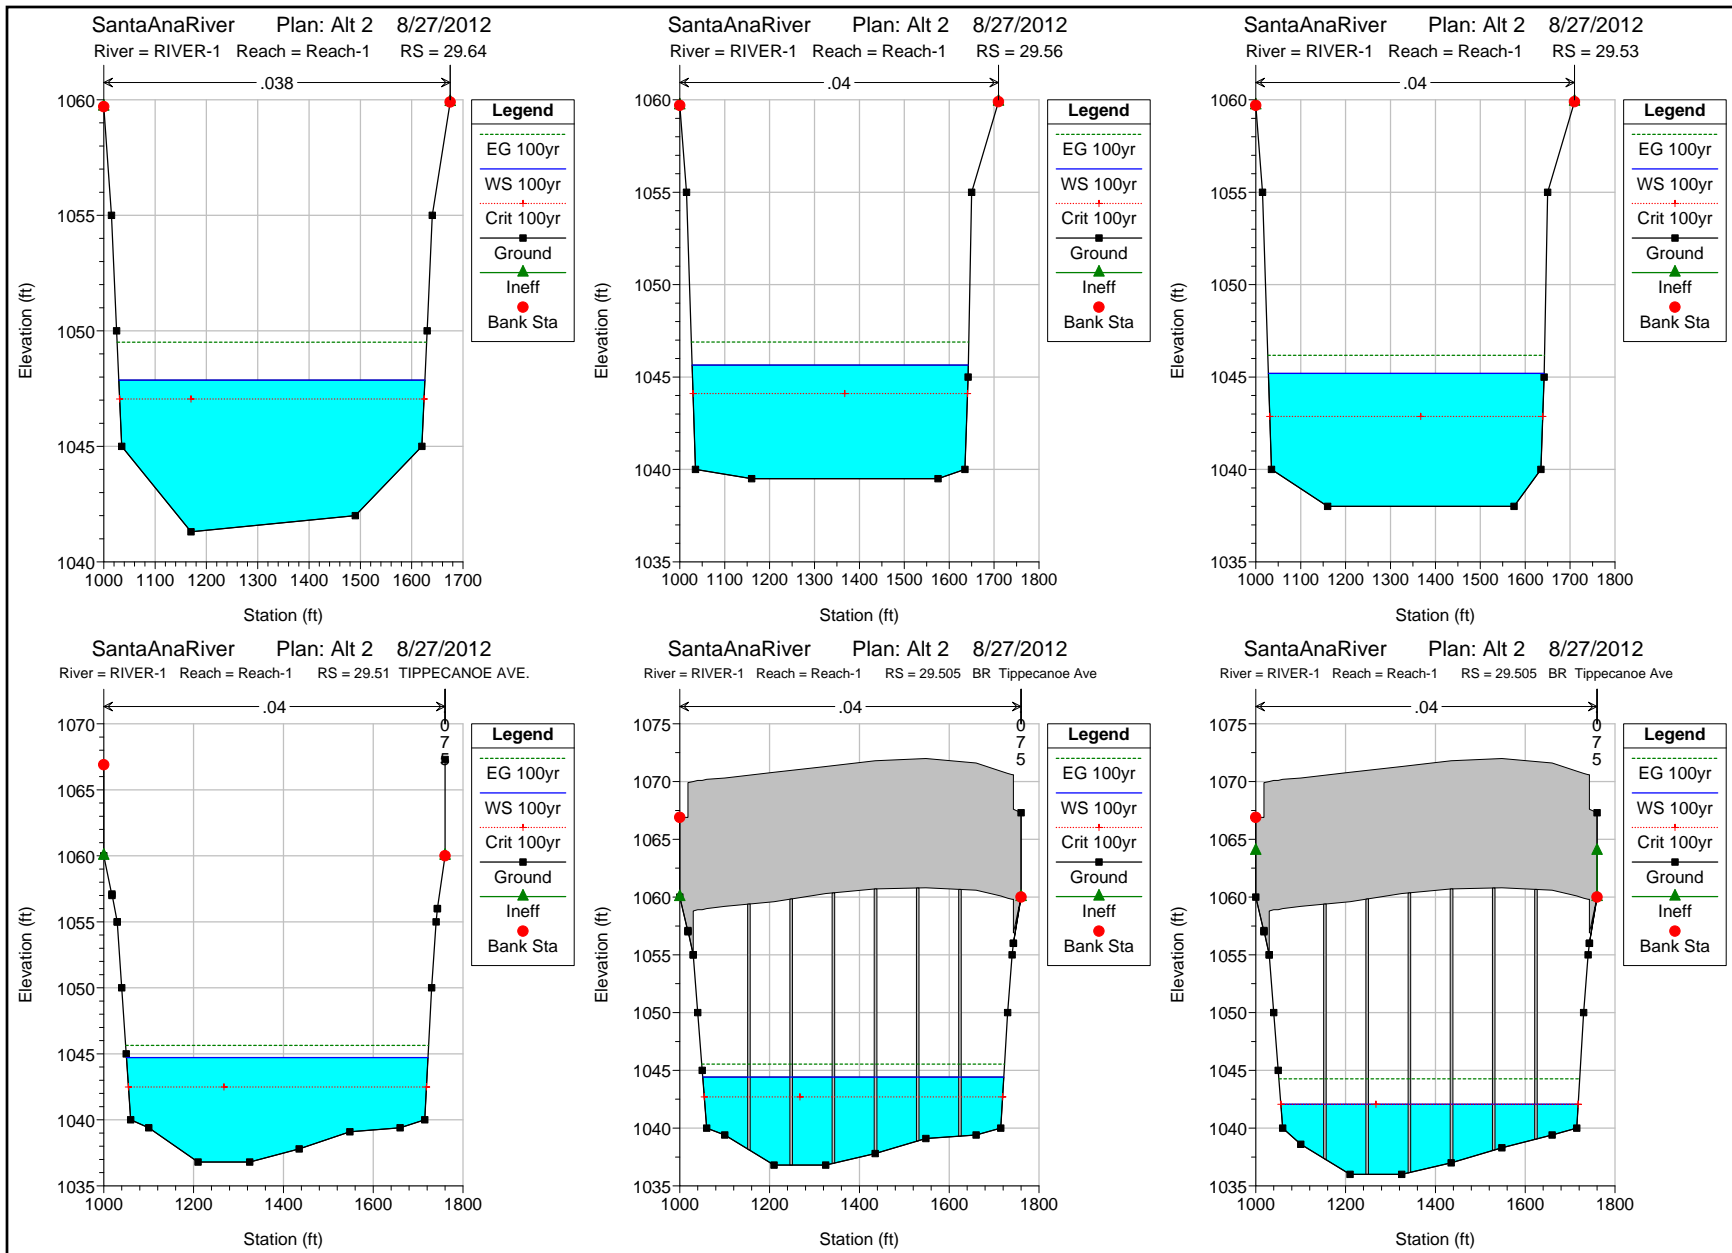 SantaAnaRiver Plan: Alt 2 8/27/2012
River = RIVER-1 Reach = Reach-1 RS = 29.64
.038
1060
1055
1050
1045
1040
Elevation (ft)
1000 1100 1200 1300 1400 1500 1600 1700
Station (ft)
Legend
EG 100yr
WS 100yr
Crit 100yr
Ground
Ineff
Bank Sta
SantaAnaRiver Plan: Alt 2 8/27/2012
River = RIVER-1 Reach = Reach-1 RS = 29.56
.04
1060
1055
1050
1045
1040
1035
Elevation (ft)
1000 1100 1200 1300 1400 1500 1600 1700 1800
Station (ft)
Legend
EG 100yr
WS 100yr
Crit 100yr
Ground
Ineff
Bank Sta
SantaAnaRiver Plan: Alt 2 8/27/2012
River = RIVER-1 Reach = Reach-1 RS = 29.53
.04
1060
1055
1050
1045
1040
1035
Elevation (ft)
1000 1100 1200 1300 1400 1500 1600 1700 1800
Station (ft)
Legend
EG 100yr
WS 100yr
Crit 100yr
Ground
Ineff
Bank Sta
SantaAnaRiver Plan: Alt 2 8/27/2012
River = RIVER-1 Reach = Reach-1 RS = 29.51 TIPPECANOE AVE.
.04
0
7
5
1070
1065
1060
1055
1050
1045
1040
1035
Elevation (ft)
1000 1200 1400 1600 1800
Station (ft)
Legend
EG 100yr
WS 100yr
Crit 100yr
Ground
Ineff
Bank Sta
SantaAnaRiver Plan: Alt 2 8/27/2012
River = RIVER-1 Reach = Reach-1 RS = 29.505 BR Tippecanoe Ave
.04
0
7
5
1075
1070
1065
1060
1055
1050
1045
1040
1035
Elevation (ft)
1000 1200 1400 1600 1800
Station (ft)
Legend
EG 100yr
WS 100yr
Crit 100yr
Ground
Ineff
Bank Sta
SantaAnaRiver Plan: Alt 2 8/27/2012
River = RIVER-1 Reach = Reach-1 RS = 29.505 BR Tippecanoe Ave
.04
0
7
5
1075
1070
1065
1060
1055
1050
1045
1040
1035
Elevation (ft)
1000 1200 1400 1600 1800
Station (ft)
Legend
EG 100yr
WS 100yr
Crit 100yr
Ground
Ineff
Bank Sta